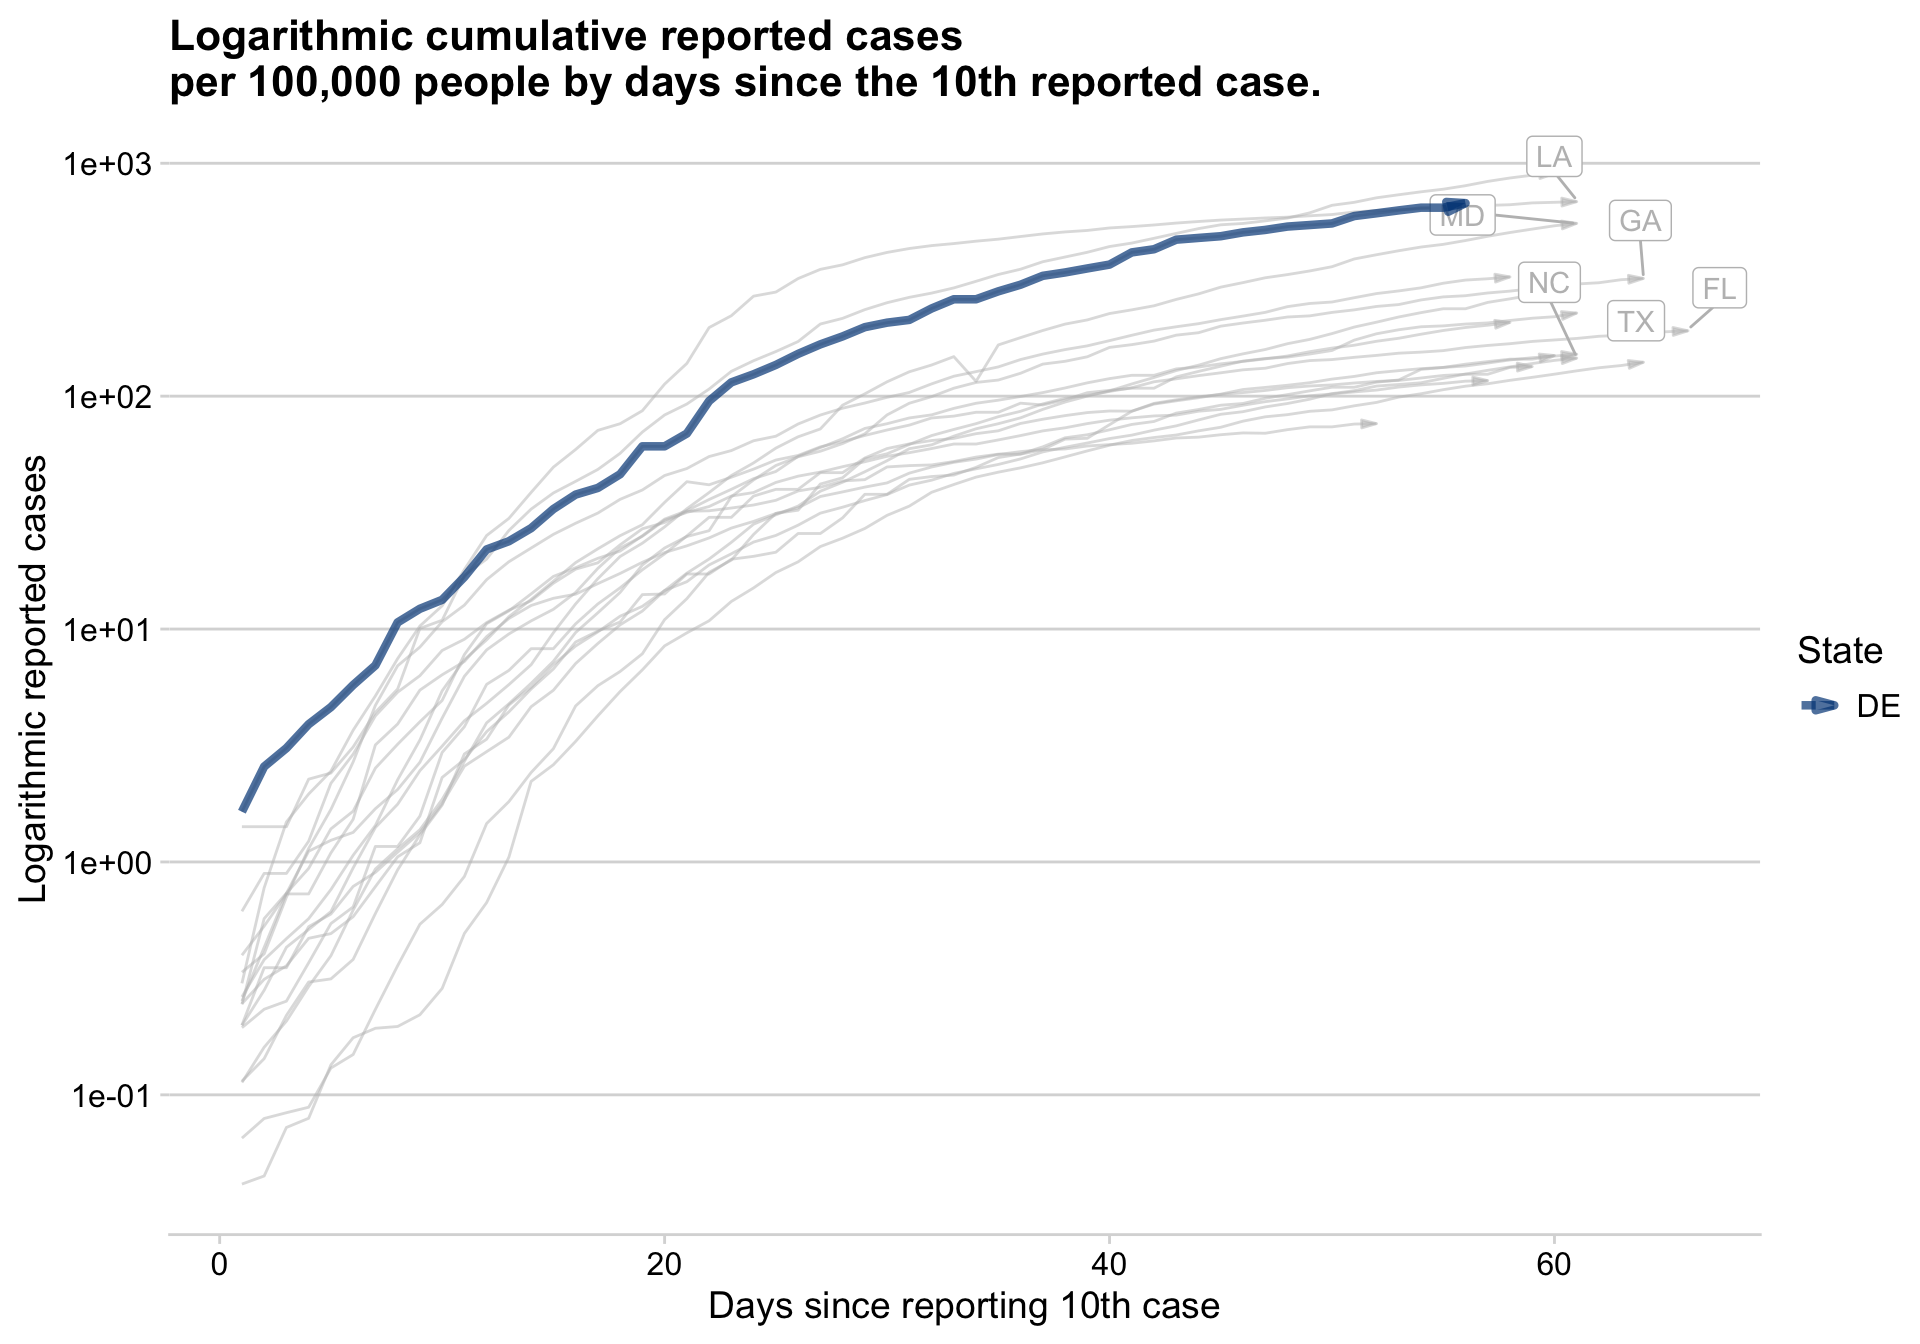 Logarithmic cumulative reported cases
per 100,000 people by days since the 10th reported case.
1e+03
1e+02
1e+01
1e+00
1e-01
Logarithmic reported cases
LA
MD
GA
NC
FL
TX
State
DE
0
20
40
60
Days since reporting 10th case